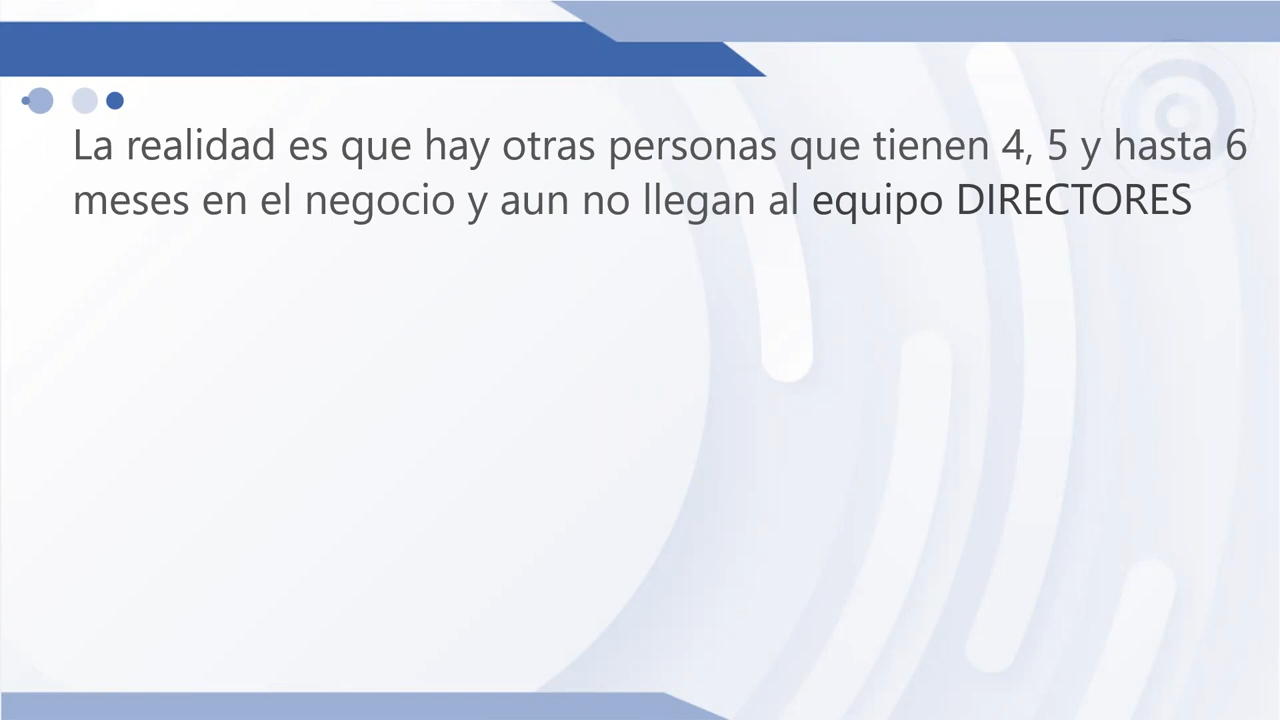 La realidad es que hay otras personas que tienen 4, 5 y hasta 6
meses en el negocio y aun no llegan al equipo DIRECTORES